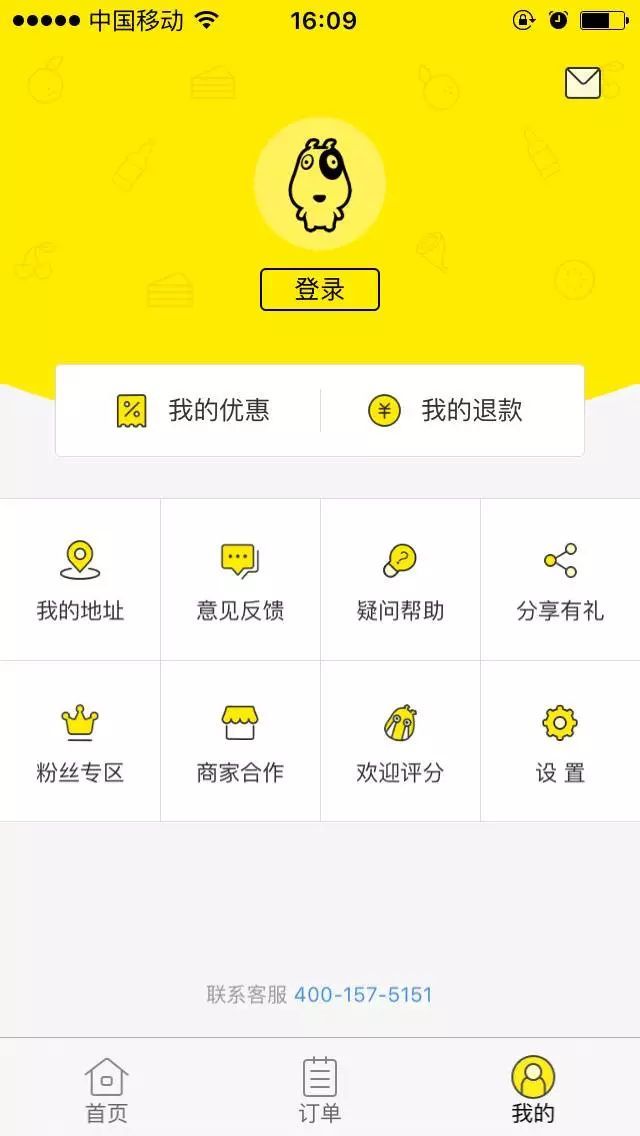 中国移动 16:09
登录
我的优惠 我的退款
我的地址 意见反馈 疑问帮助 分享有礼
粉丝专区 商家合作 欢迎评分 设 置
联系客服 400-157-5151
首页 订单 我的